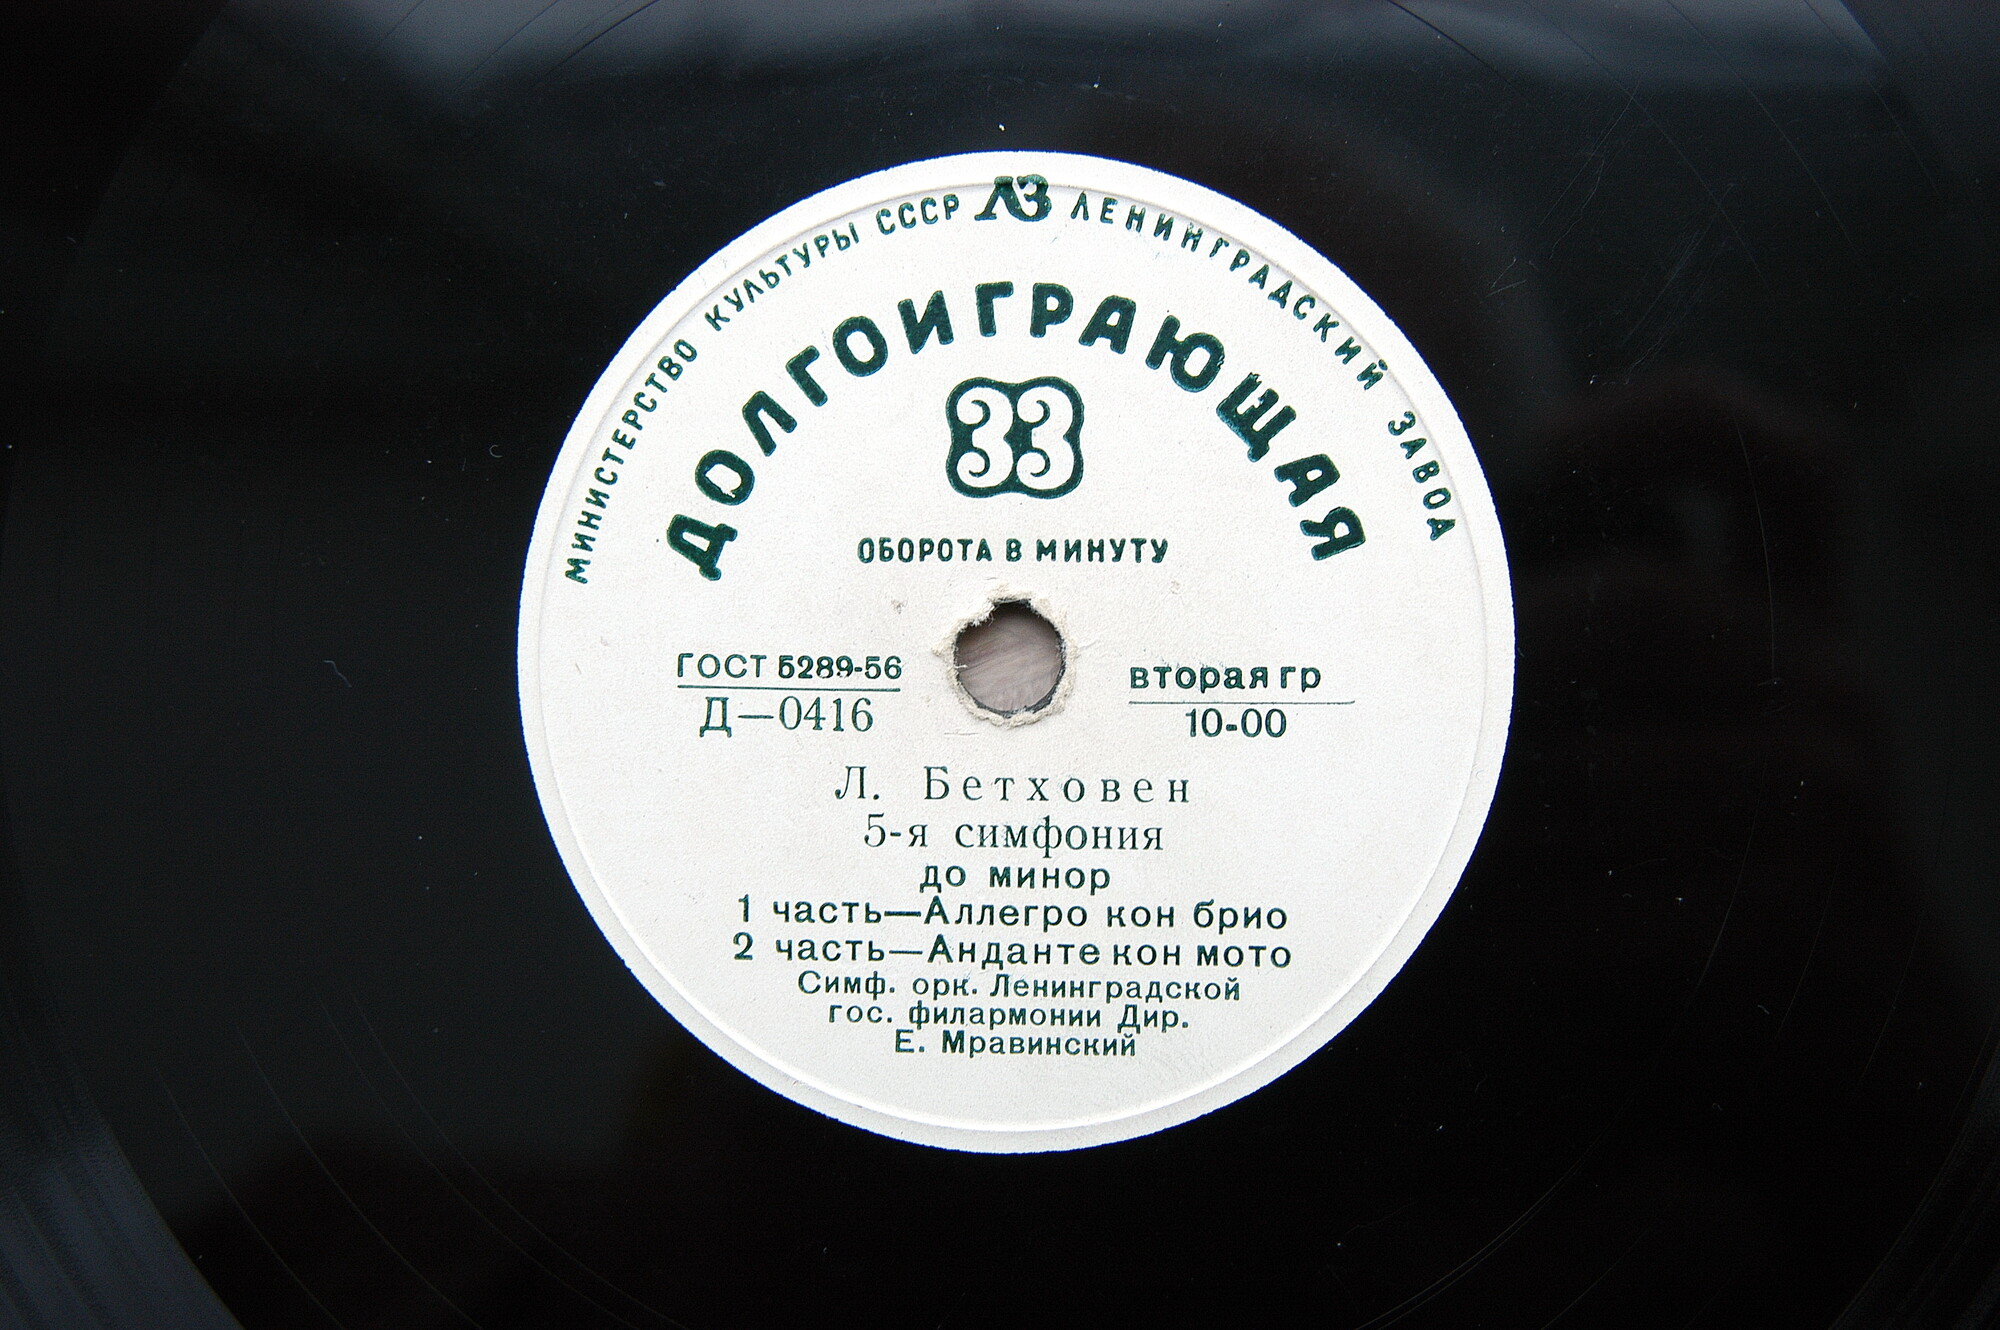 МИНИСТЕРСТВО КУЛЬТУРЫ СССР ЛЗ ЛЕНИНГРАДСКИЙ ЗАВОД
ДОЛГОИГРАЮЩАЯ
33
ОБОРОТА В МИНУТУ
ГОСТ 5289-56
Д—0416
вторая гр
10-00
Л. Бетховен
5-я симфония
до минор
1 часть—Аллегро кон брио
2 часть—Анданте кон мото
Симф. орк. Ленинградской
гос. филармонии Дир.
Е. Мравинский